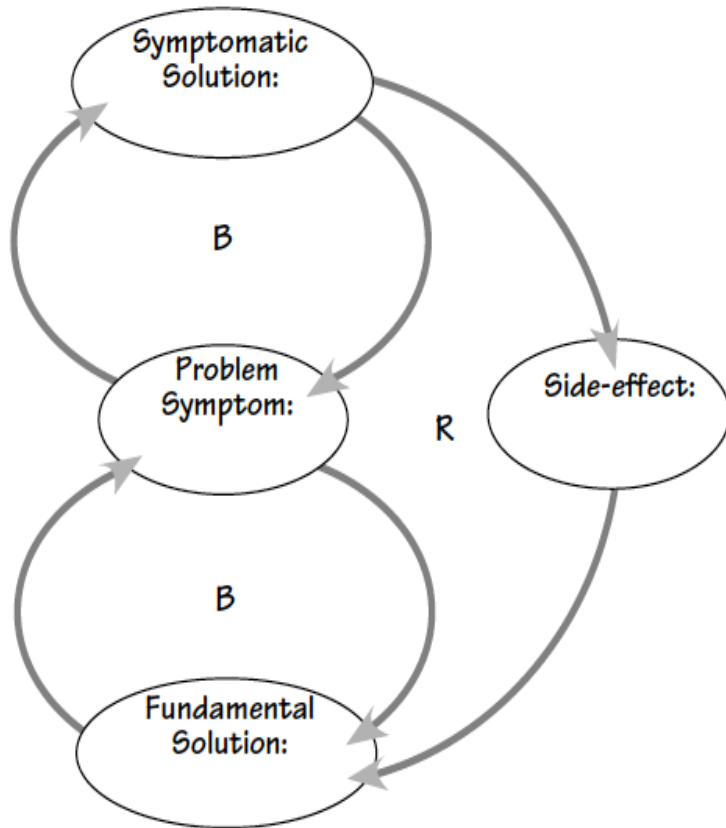 Symptomatic
Solution:
B
Problem
Symptom:
Side-effect:
R
B
Fundamental
Solution: